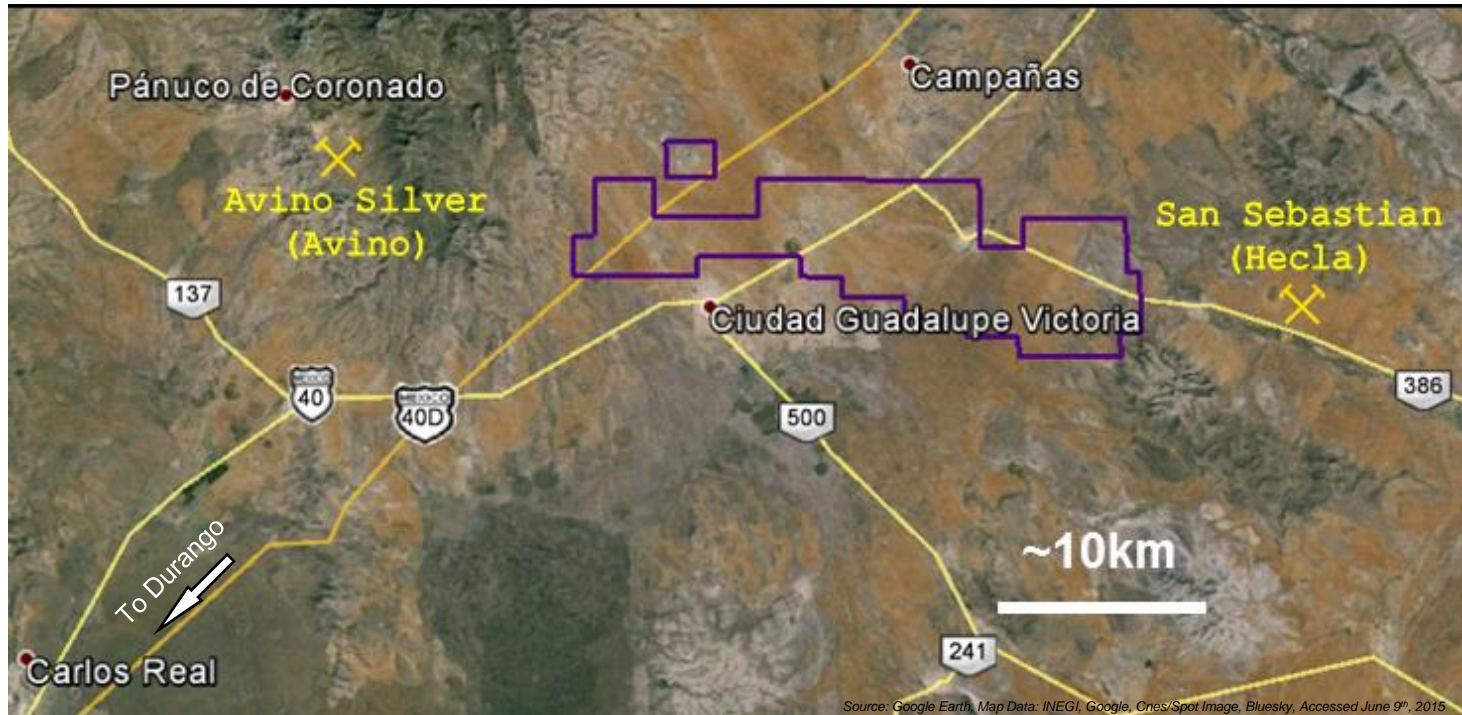 Campañas
Pánuco de Coronado
Avino Silver
(Avino)
San Sebastian
(Hecla)
137
Ciudad Guadalupe Victoria
MEXICO
40
MEXICO
40D
386
500
~10km
To Durango
241
Carlos Real
Source: Google Earth, Map Data: INEGI, Google, Cnes/Spot Image, Bluesky, Accessed June 9th, 2015